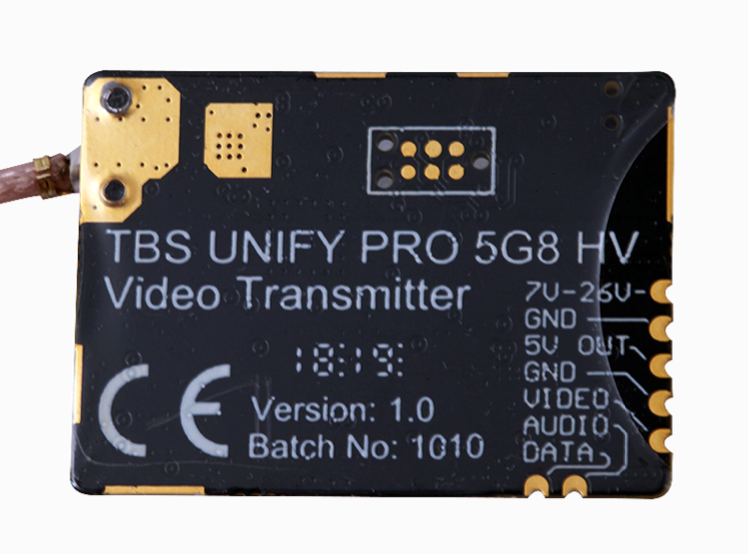 TBS UNIFY PRO 5G8 HV
Video Transmitter
7V-26V-
GND
5V OUT
GND
VIDEO
AUDIO
DATA
18:19:
CE
Version: 1.0
Batch No: 1010